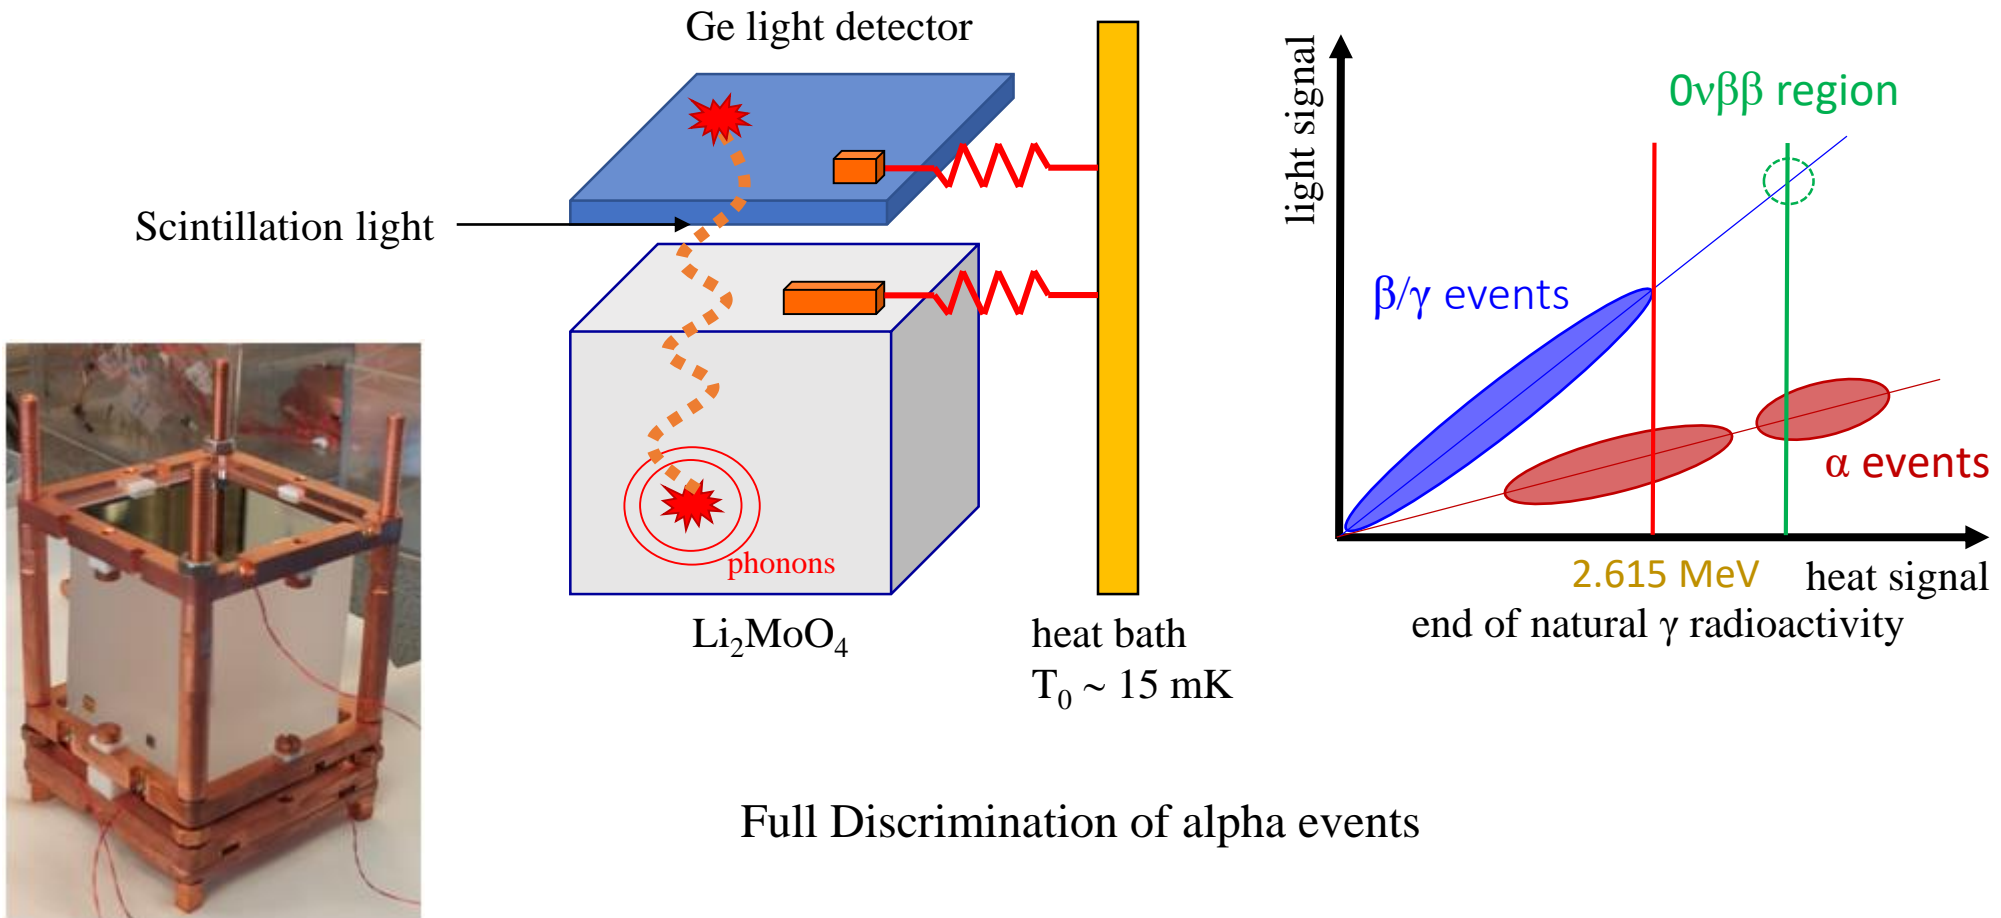 Ge light detector
Scintillation light
phonons
Li₂MoO₄
heat bath
T₀ ~ 15 mK
light signal
0νββ region
β/γ events
α events
2.615 MeV
heat signal
end of natural γ radioactivity
Full Discrimination of alpha events